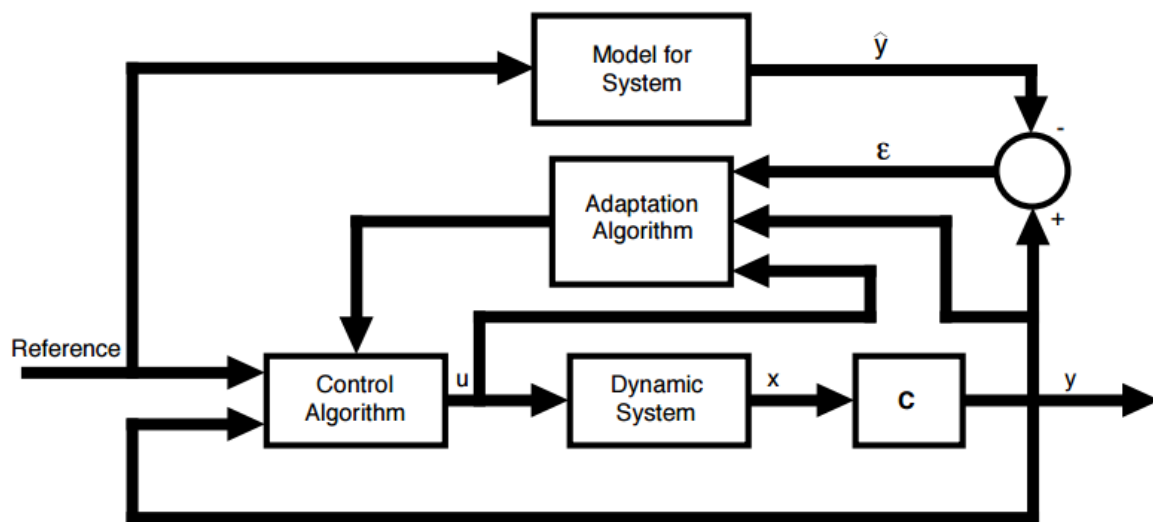 Model for
System
ŷ
-
ε
+
Adaptation
Algorithm
Reference
Control
Algorithm
u
Dynamic
System
x
C
y